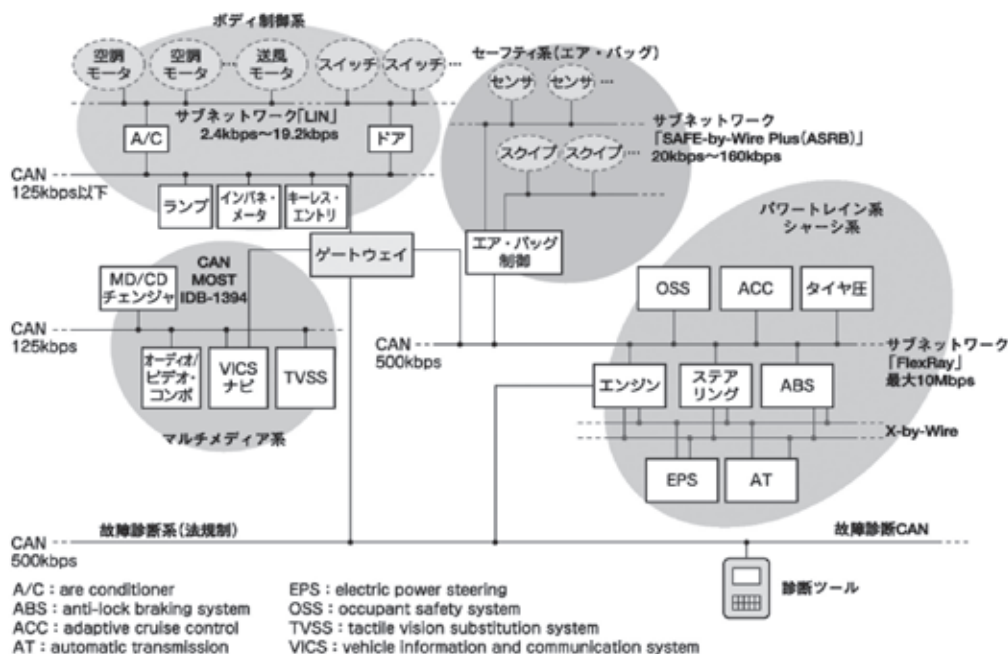 ボディ制御系
空調
モータ
空調
モータ
…
送風
モータ
スイッチ
スイッチ
…
サブネットワーク「LIN」
2.4kbps～19.2kbps
A/C
ドア
CAN
125kbps以下
ランプ
インパネ・
メータ
キーレス・
エントリ
セーフティ系(エア・バッグ)
センサ
センサ
…
サブネットワーク
「SAFE-by-Wire Plus(ASRB)」
20kbps～160kbps
スクイブ
スクイブ
…
エア・バッグ
制御
ゲートウェイ
CAN
MOST
IDB-1394
MD/CD
チェンジャ
CAN
125kbps
オーディオ/
ビデオ・
コンポ
VICS
ナビ
TVSS
マルチメディア系
パワートレイン系
シャーシ系
OSS
ACC
タイヤ圧
CAN
500kbps
サブネットワーク
「FlexRay」
最大10Mbps
エンジン
ステア
リング
ABS
X-by-Wire
EPS
AT
故障診断系(法規制)
故障診断CAN
CAN
500kbps
診断ツール
A/C：are conditioner
ABS：anti-lock braking system
ACC：adaptive cruise control
AT：automatic transmission
EPS：electric power steering
OSS：occupant safety system
TVSS：tactile vision substitution system
VICS：vehicle information and communication system